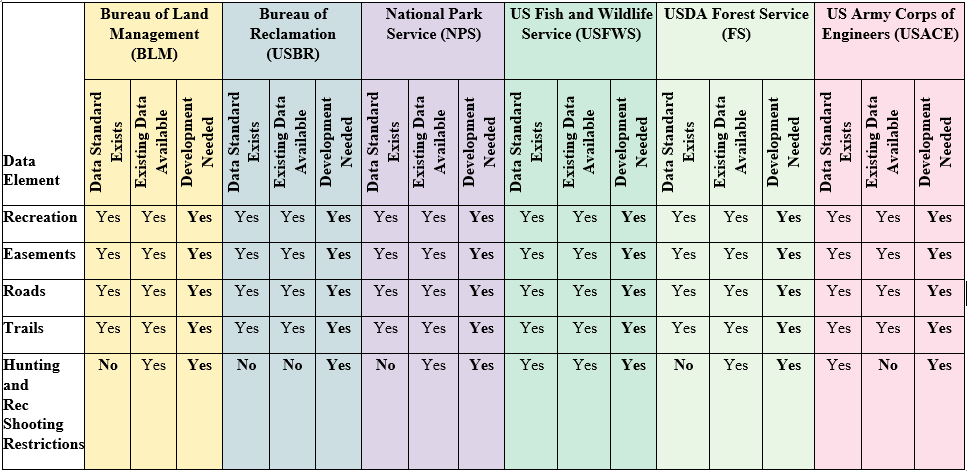 Data Element
Bureau of Land Management (BLM)
Bureau of Reclamation (USBR)
National Park Service (NPS)
US Fish and Wildlife Service (USFWS)
USDA Forest Service (FS)
US Army Corps of Engineers (USACE)
Data Standard Exists
Existing Data Available
Development Needed
Data Standard Exists
Existing Data Available
Development Needed
Data Standard Exists
Existing Data Available
Development Needed
Data Standard Exists
Existing Data Available
Development Needed
Data Standard Exists
Existing Data Available
Development Needed
Data Standard Exists
Existing Data Available
Development Needed
Recreation Yes Yes Yes Yes Yes Yes Yes Yes Yes Yes Yes Yes Yes Yes Yes Yes Yes Yes
Easements Yes Yes Yes Yes Yes Yes Yes Yes Yes Yes Yes Yes Yes Yes Yes Yes Yes Yes
Roads Yes Yes Yes Yes Yes Yes Yes Yes Yes Yes Yes Yes Yes Yes Yes Yes Yes Yes
Trails Yes Yes Yes Yes Yes Yes Yes Yes Yes Yes Yes Yes Yes Yes Yes Yes Yes Yes
Hunting and Rec Shooting Restrictions No Yes Yes No No Yes No Yes Yes Yes Yes Yes No Yes Yes Yes No Yes